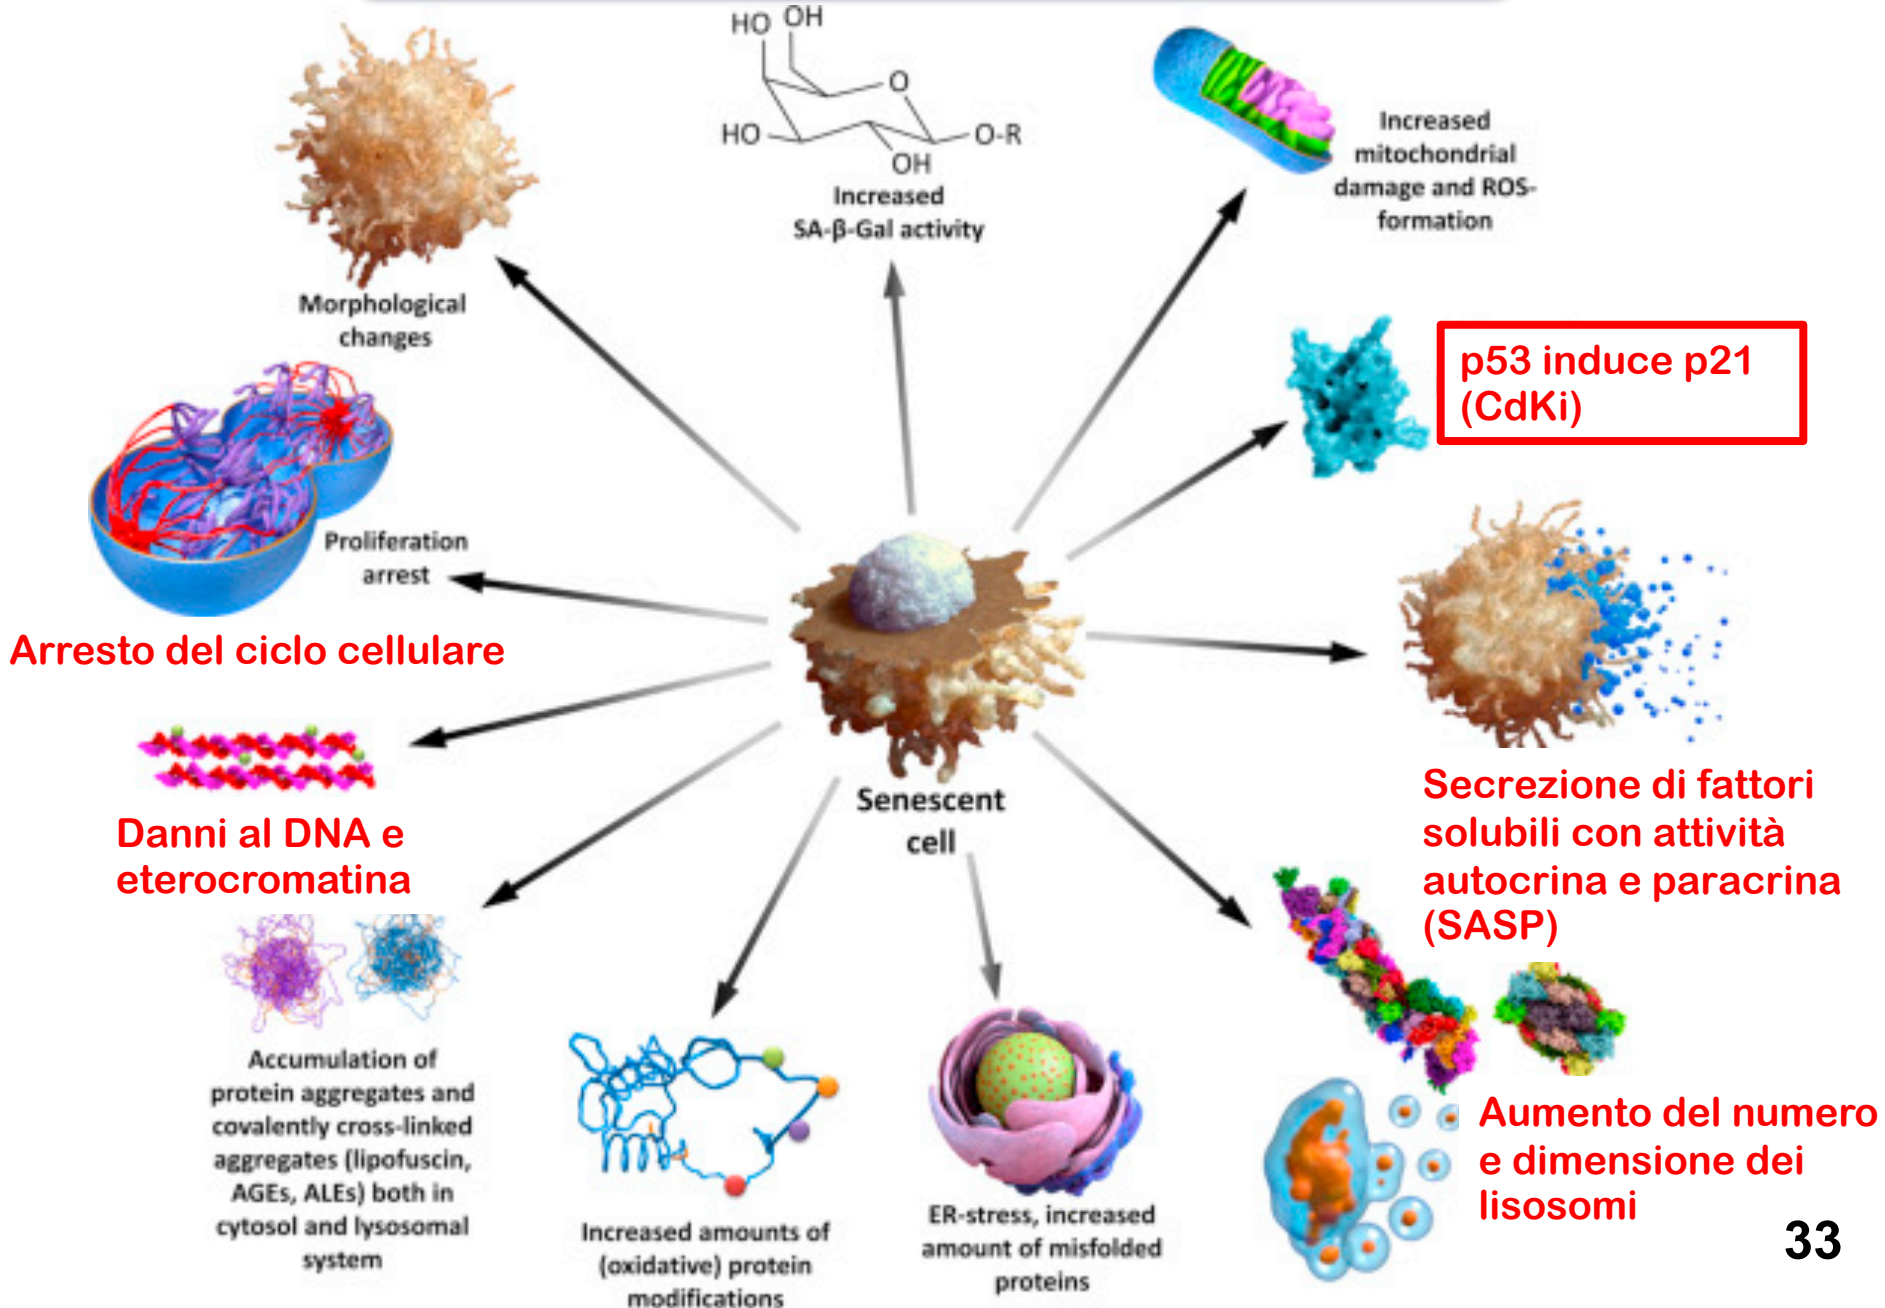 HO OH
O
HO
O-R
OH
Increased
SA-β-Gal activity
Increased
mitochondrial
damage and ROS-
formation
Morphological
changes
p53 induce p21
(CdKi)
Proliferation
arrest
Arresto del ciclo cellulare
Senescent
cell
Secrezione di fattori
solubili con attività
autocrina e paracrina
(SASP)
Danni al DNA e
eterocromatina
Accumulation of
protein aggregates and
covalently cross-linked
aggregates (lipofuscin,
AGEs, ALEs) both in
cytosol and lysosomal
system
Increased amounts of
(oxidative) protein
modifications
ER-stress, increased
amount of misfolded
proteins
Aumento del numero
e dimensione dei
lisosomi
33